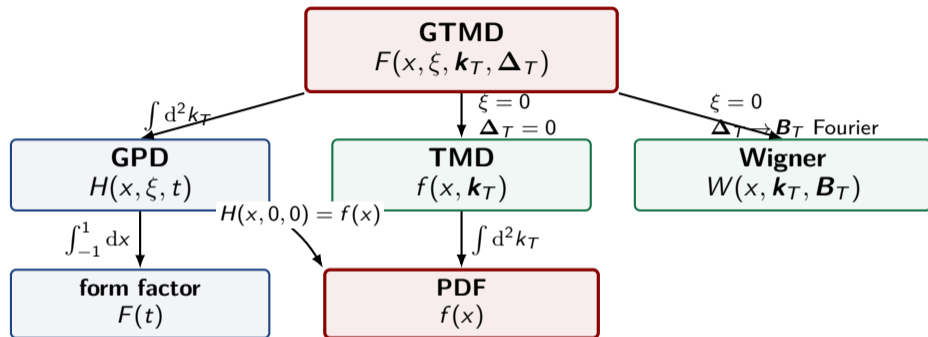 GTMD
F(x, ξ, k_T, Δ_T)
∫ d²k_T
ξ = 0
Δ_T = 0
ξ = 0
Δ_T → B_T Fourier
GPD
H(x, ξ, t)
TMD
f(x, k_T)
Wigner
W(x, k_T, B_T)
H(x, 0, 0) = f(x)
∫_{-1}^{1} dx
∫ d²k_T
form factor
F(t)
PDF
f(x)